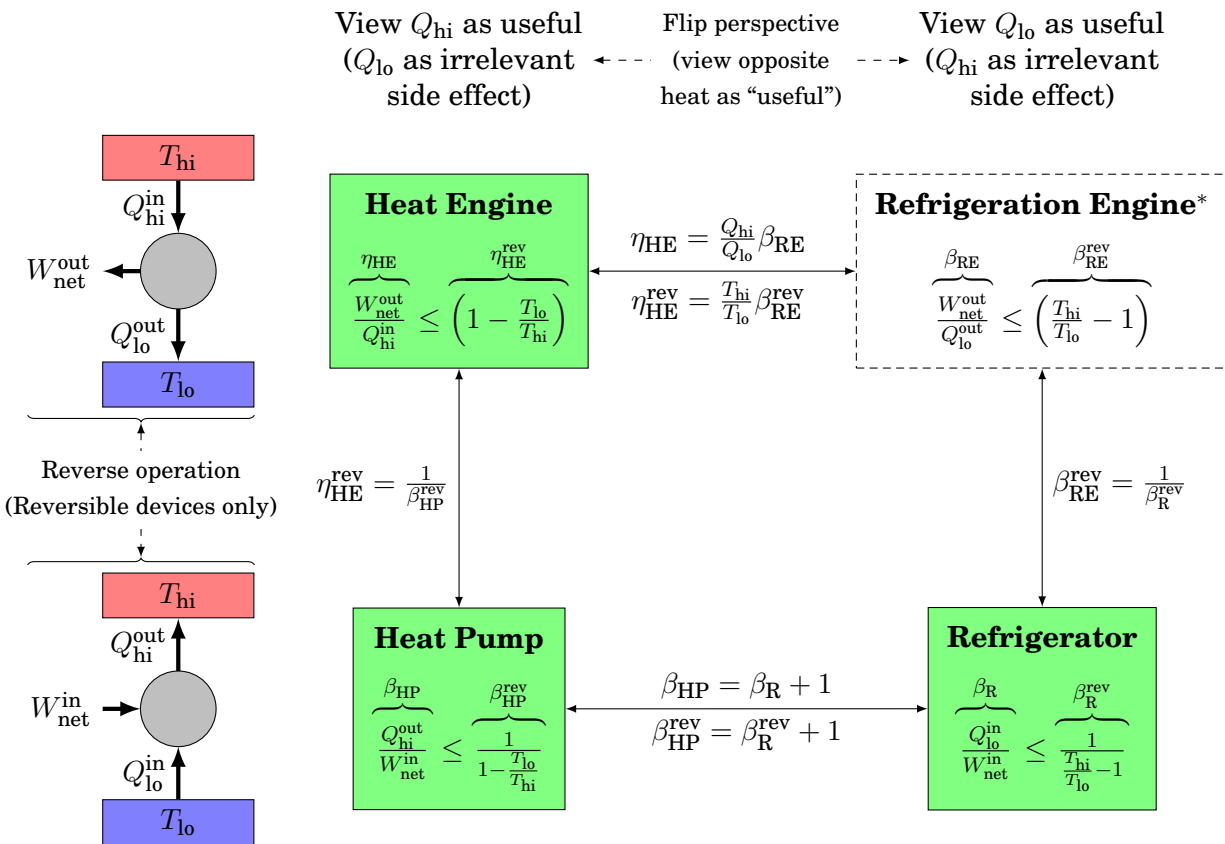 View Q_hi as useful
(Q_lo as irrelevant
side effect)
Flip perspective
(view opposite
heat as “useful”)
View Q_lo as useful
(Q_hi as irrelevant
side effect)
T_hi
Q_hi^in
W_net^out
Q_lo^out
T_lo
Reverse operation
(Reversible devices only)
T_hi
Q_hi^out
W_net^in
Q_lo^in
T_lo
Heat Engine
η_HE η_HE^rev
W_net^out / Q_hi^in ≤ (1 − T_lo / T_hi)
η_HE = Q_hi / Q_lo β_RE
η_HE^rev = T_hi / T_lo β_RE^rev
Refrigeration Engine*
β_RE β_RE^rev
W_net^out / Q_lo^out ≤ (T_hi / T_lo − 1)
η_HE^rev = 1 / β_HP^rev
β_RE^rev = 1 / β_R^rev
Heat Pump
β_HP β_HP^rev
Q_hi^out / W_net^in ≤ 1 / (1 − T_lo / T_hi)
β_HP = β_R + 1
β_HP^rev = β_R^rev + 1
Refrigerator
β_R β_R^rev
Q_lo^in / W_net^in ≤ 1 / (T_hi / T_lo − 1)